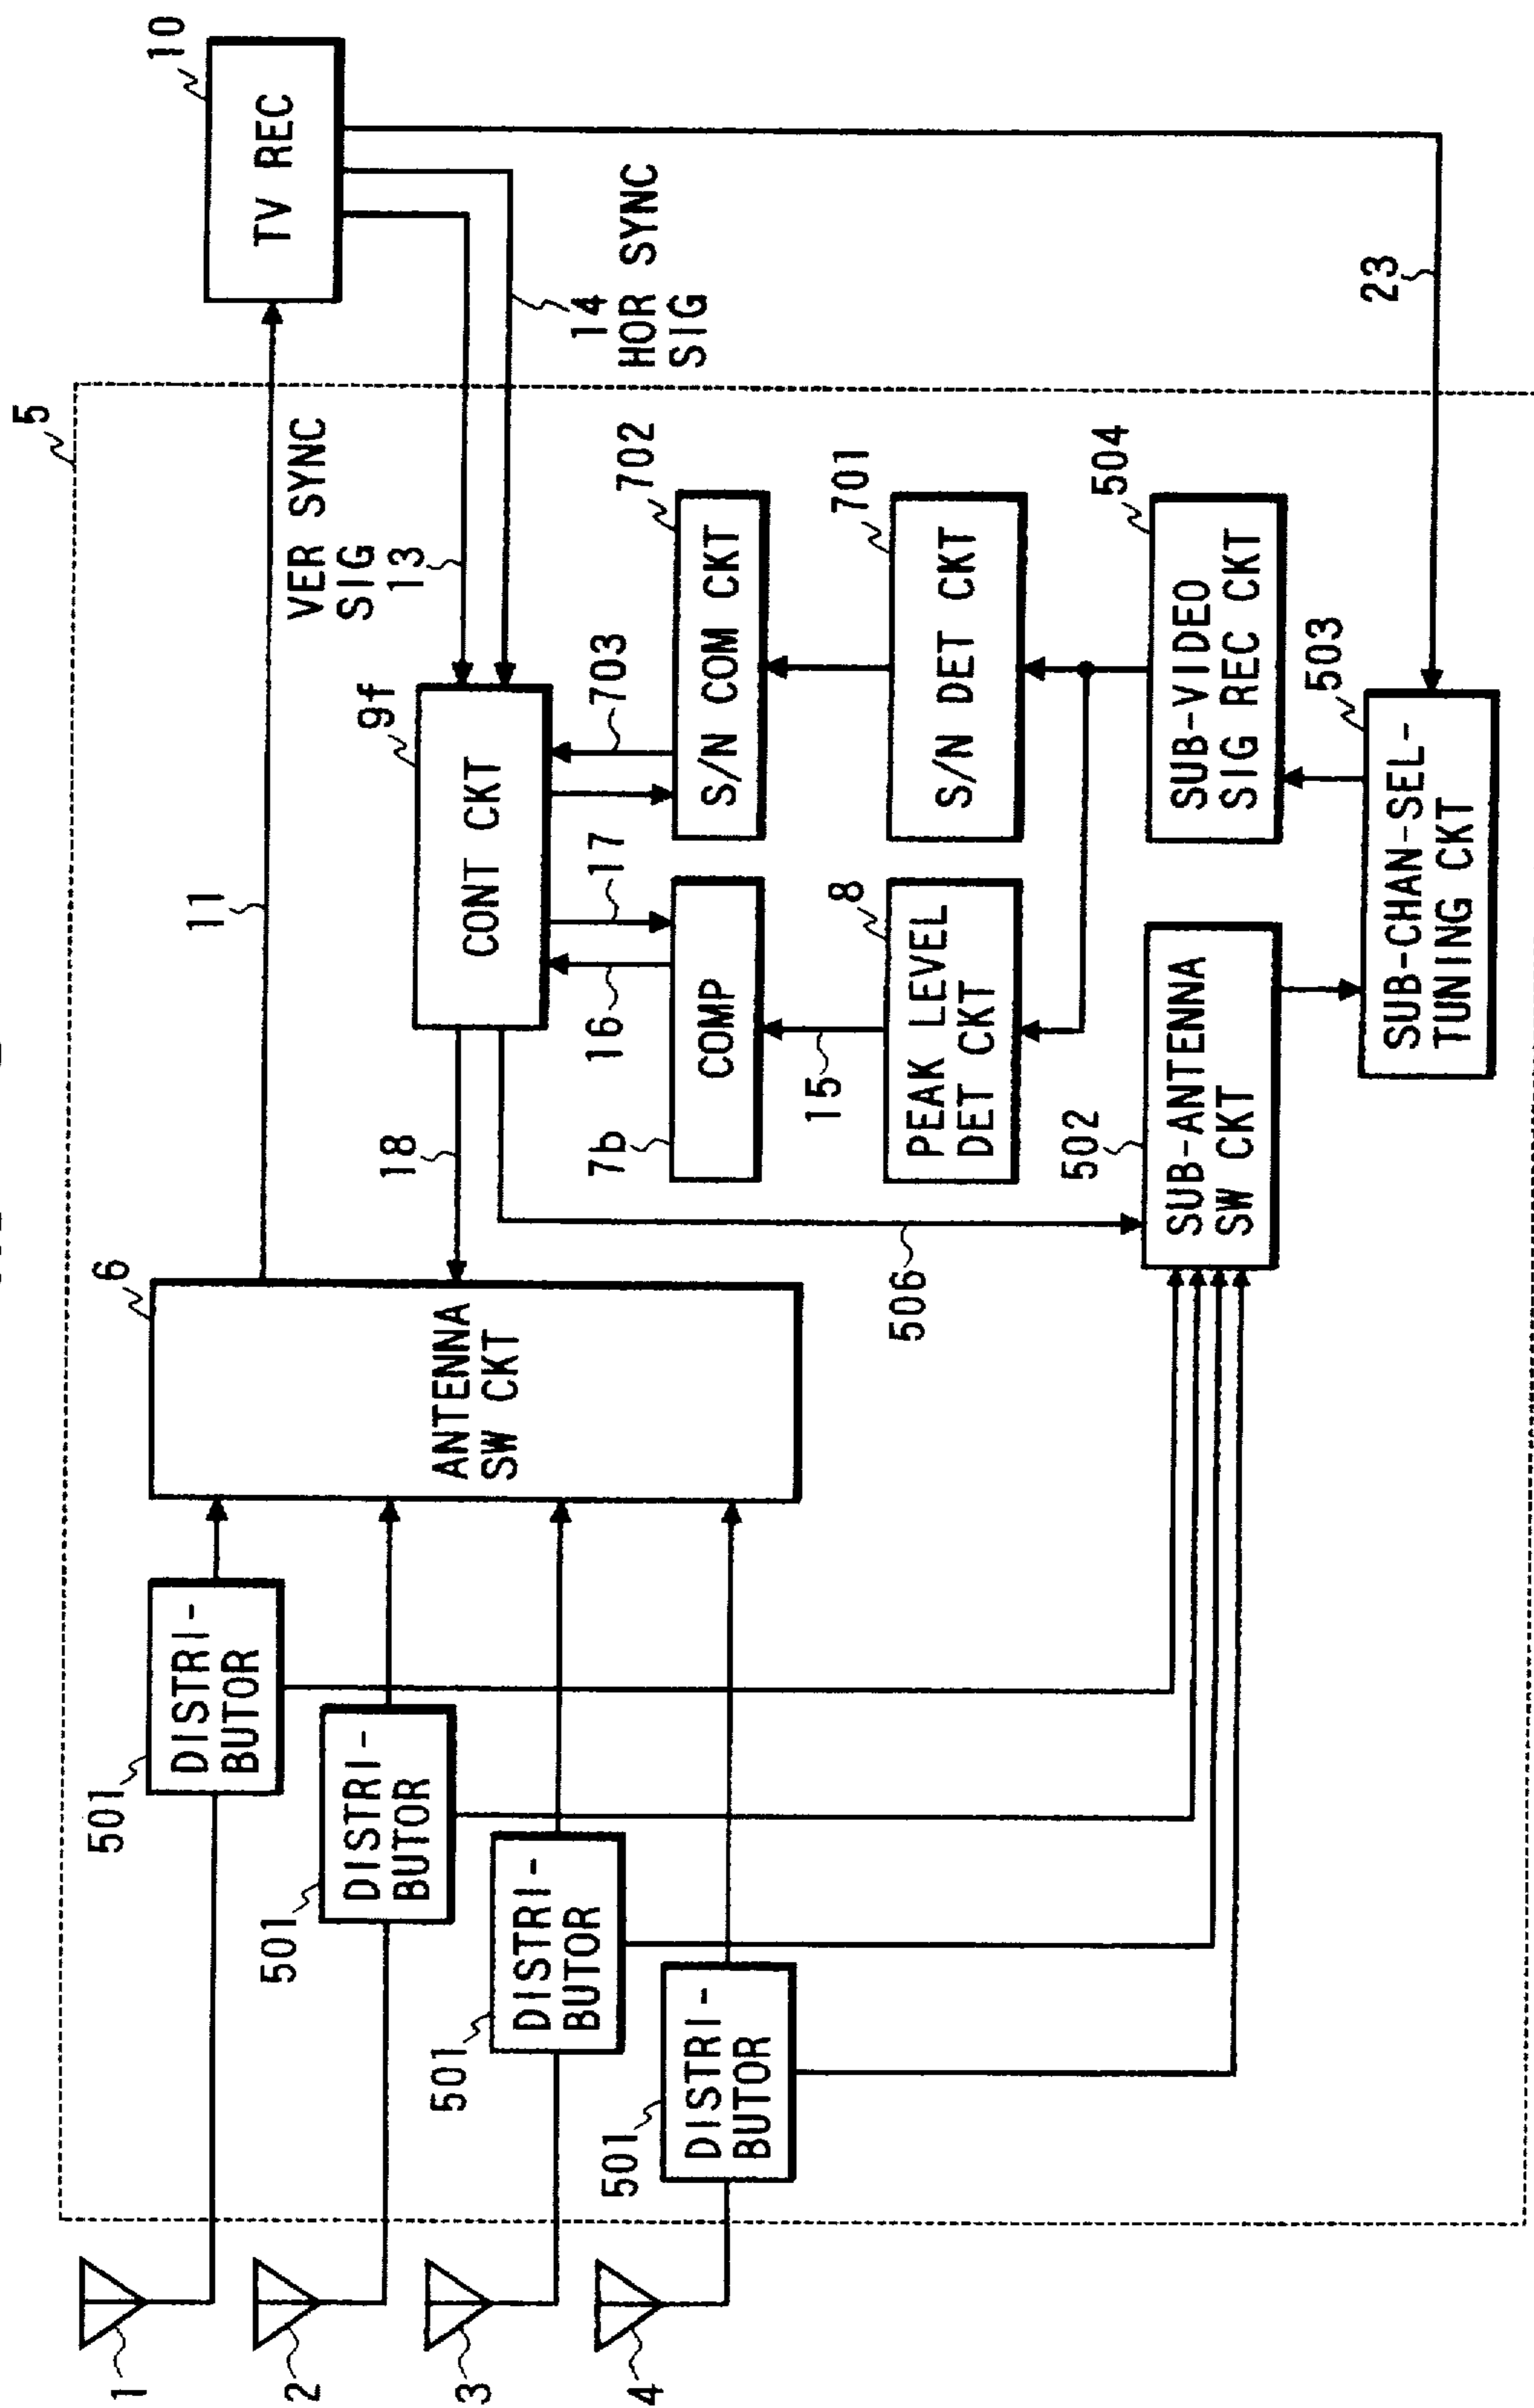 5
10
TV REC
11
VER SYNC
SIG
13
14
HOR SYNC
SIG
23
6
ANTENNA
SW CKT
18
9f
CONT CKT
16
17
703
702
S/N COM CKT
7b
COMP
15
8
PEAK LEVEL
DET CKT
701
S/N DET CKT
504
SUB-VIDEO
SIG REC CKT
506
502
SUB-ANTENNA
SW CKT
503
SUB-CHAN-SEL-
TUNING CKT
501
DISTRI-
BUTOR
501
DISTRI-
BUTOR
501
DISTRI-
BUTOR
501
DISTRI-
BUTOR
1
2
3
4